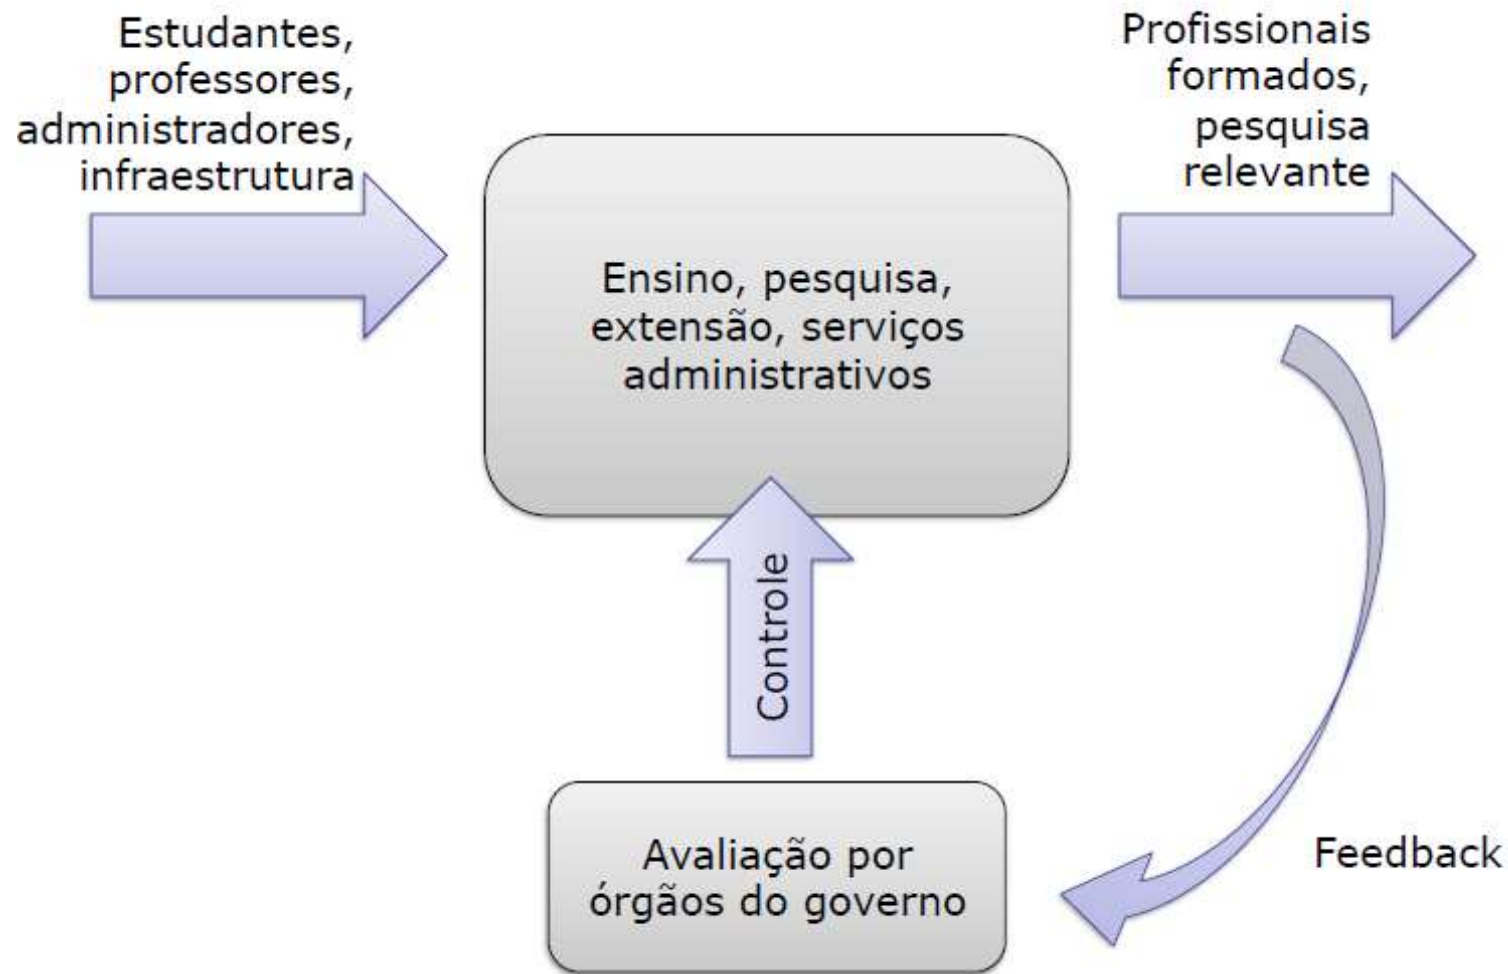 Estudantes,
professores,
administradores,
infraestrutura
Profissionais
formados,
pesquisa
relevante
Ensino, pesquisa,
extensão, serviços
administrativos
Controle
Avaliação por
órgãos do governo
Feedback